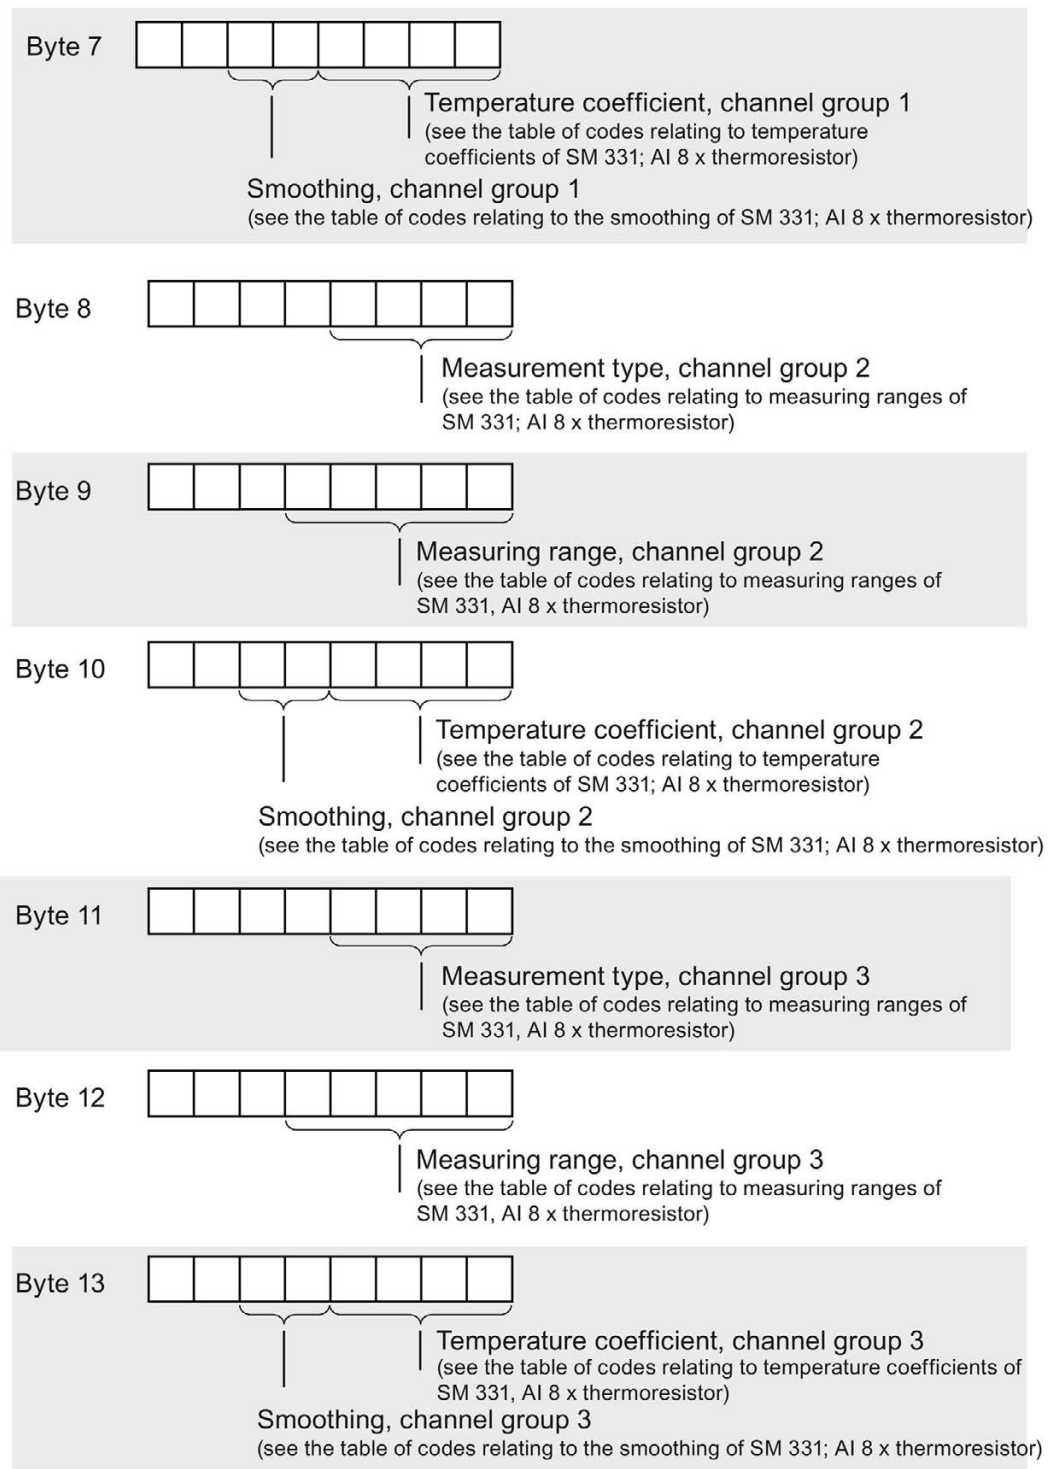 Byte 7
Temperature coefficient, channel group 1
(see the table of codes relating to temperature
coefficients of SM 331; AI 8 x thermoresistor)
Smoothing, channel group 1
(see the table of codes relating to the smoothing of SM 331; AI 8 x thermoresistor)
Byte 8
Measurement type, channel group 2
(see the table of codes relating to measuring ranges of
SM 331; AI 8 x thermoresistor)
Byte 9
Measuring range, channel group 2
(see the table of codes relating to measuring ranges of
SM 331, AI 8 x thermoresistor)
Byte 10
Temperature coefficient, channel group 2
(see the table of codes relating to temperature
coefficients of SM 331; AI 8 x thermoresistor)
Smoothing, channel group 2
(see the table of codes relating to the smoothing of SM 331; AI 8 x thermoresistor)
Byte 11
Measurement type, channel group 3
(see the table of codes relating to measuring ranges of
SM 331, AI 8 x thermoresistor)
Byte 12
Measuring range, channel group 3
(see the table of codes relating to measuring ranges of
SM 331, AI 8 x thermoresistor)
Byte 13
Temperature coefficient, channel group 3
(see the table of codes relating to temperature coefficients of
SM 331, AI 8 x thermoresistor)
Smoothing, channel group 3
(see the table of codes relating to the smoothing of SM 331; AI 8 x thermoresistor)